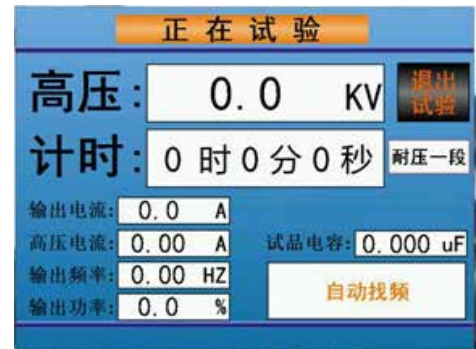 正在试验
高压: 0.0 KV 退出试验
计时: 0时0分0秒 耐压一段
输出电流: 0.0 A
高压电流: 0.00 A 试品电容: 0.000 uF
输出频率: 0.00 HZ 自动找频
输出功率: 0.0 %